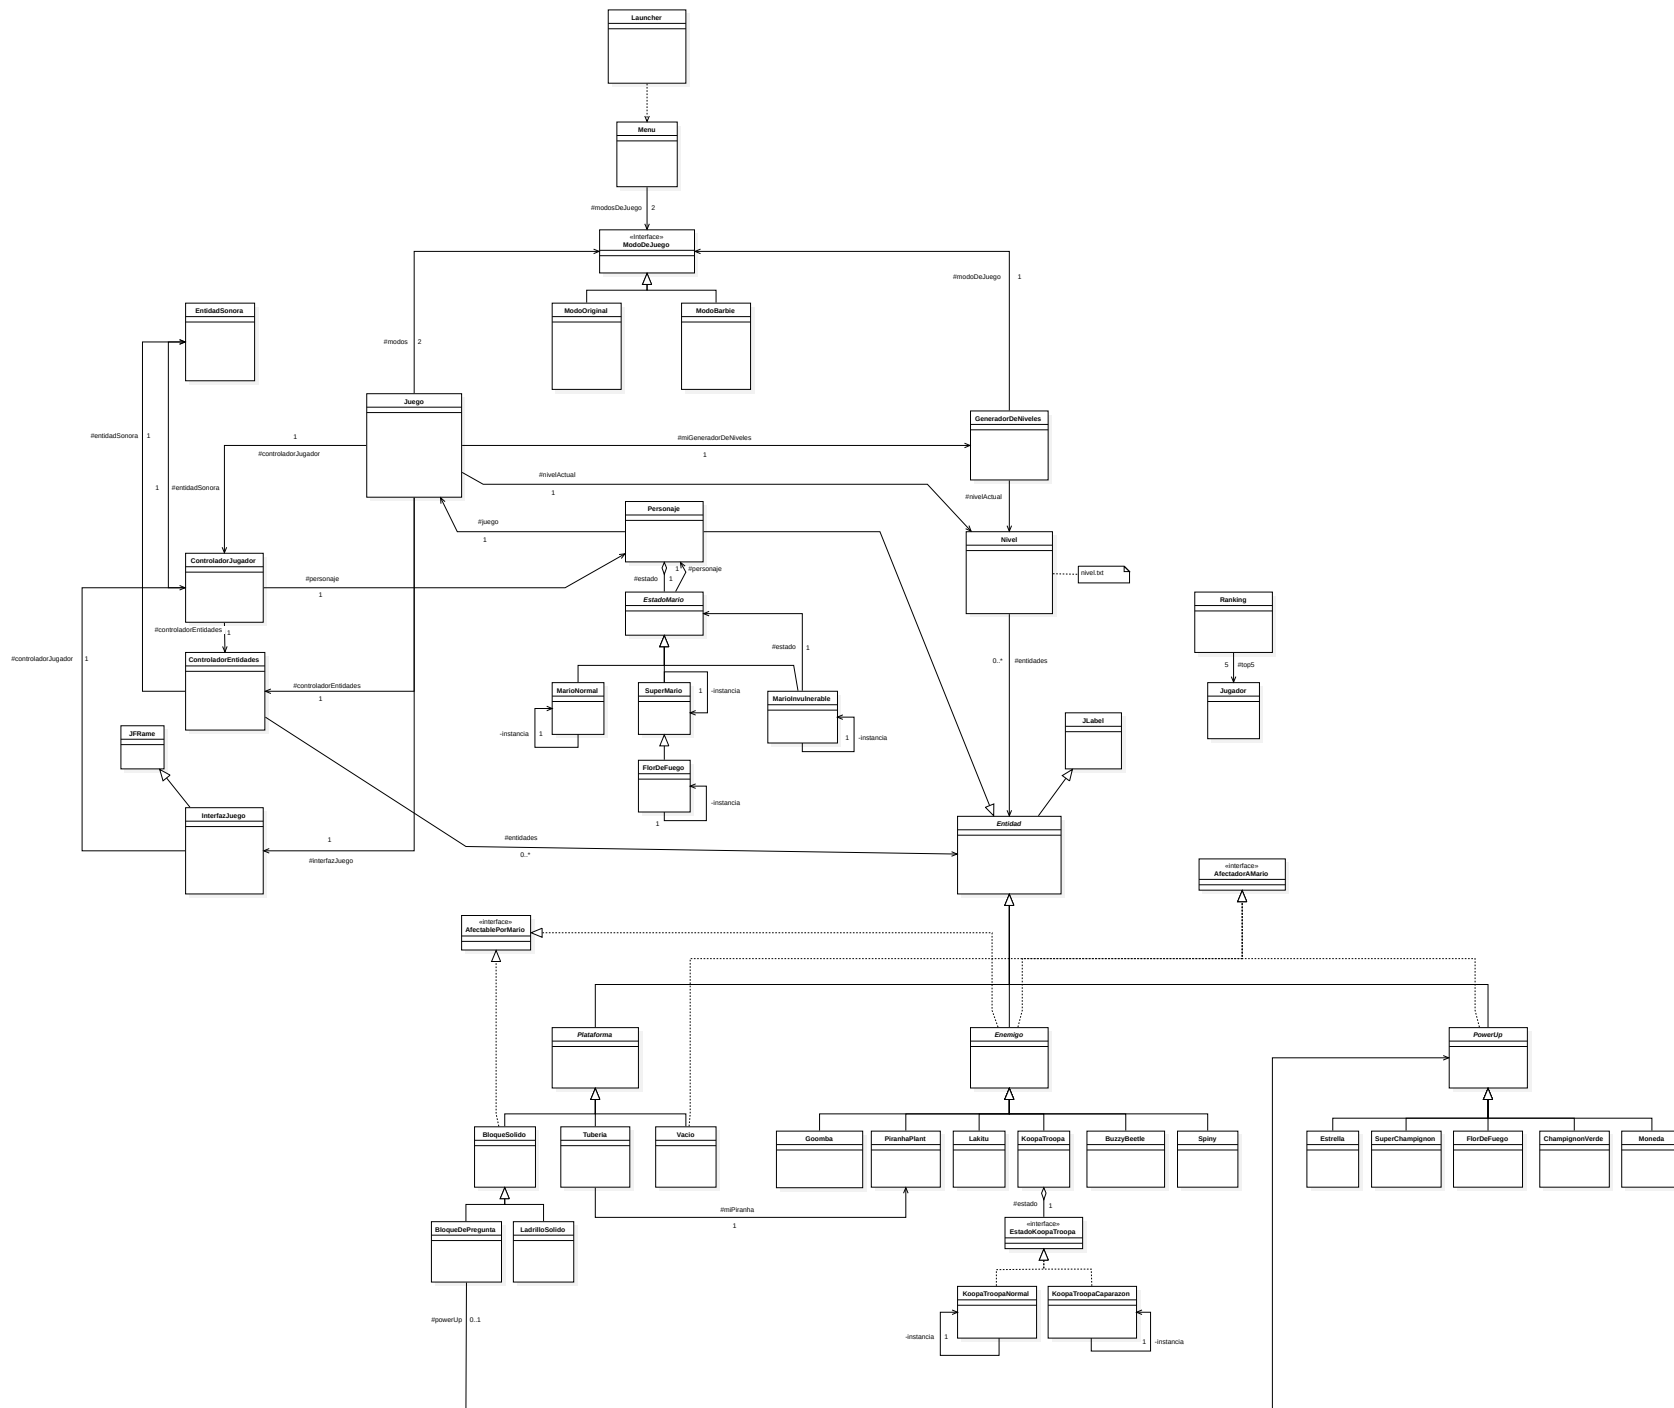 Launcher
Menu
#modosDeJuego 2
«Interface»
ModoDeJuego
#modoDeJuego 1
EntidadSonora
ModoOriginal
ModoBarbie
#modos 2
Juego
GeneradorDeNiveles
#entidadSonora 1
1
#controladorJugador
#miGeneradorDeNiveles
1
#nivelActual
1
1 #entidadSonora
#nivelActual
Personaje
#juego
1
Nivel
ControladorJugador
nivel.txt
#personaje
1
#estado 1
1 #personaje
EstadoMario
Ranking
#controladorEntidades 1
ControladorEntidades
#controladorJugador 1
#estado 1
0..* #entidades
5 #top5
#controladorEntidades
1
MarioNormal
SuperMario
1 -instancia
MarioInvulnerable
Jugador
-instancia 1
1 -instancia
JFRame
JLabel
FlorDeFuego
-instancia
1
InterfazJuego
Entidad
1
#interfazJuego
#entidades
0..*
«interface»
AfectadorAMario
«interface»
AfectablePorMario
Plataforma
Enemigo
PowerUp
BloqueSolido
Tuberia
Vacio
Goomba
PiranhaPlant
Lakitu
KoopaTroopa
BuzzyBeetle
Spiny
Estrella
SuperChampignon
FlorDeFuego
ChampignonVerde
Moneda
#miPiranha
1
#estado 1
«interface»
EstadoKoopaTroopa
BloqueDePregunta
LadrilloSolido
KoopaTroopaNormal
KoopaTroopaCaparazon
#powerUp 0..1
-instancia 1
1 -instancia